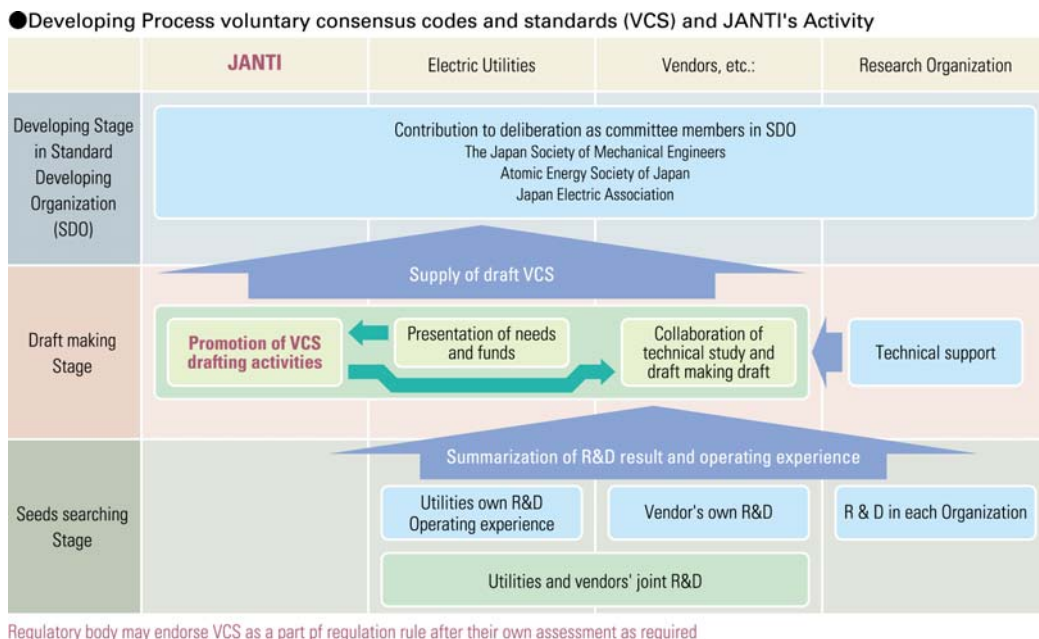 ●Developing Process voluntary consensus codes and standards (VCS) and JANTI's Activity
JANTI
Electric Utilities
Vendors, etc.:
Research Organization
Developing Stage
in Standard
Developing
Organization
(SDO)
Contribution to deliberation as committee members in SDO
The Japan Society of Mechanical Engineers
Atomic Energy Society of Japan
Japan Electric Association
Supply of draft VCS
Draft making
Stage
Promotion of VCS
drafting activities
Presentation of needs
and funds
Collaboration of
technical study and
draft making draft
Technical support
Summarization of R&D result and operating experience
Seeds searching
Stage
Utilities own R&D
Operating experience
Vendor's own R&D
R & D in each Organization
Utilities and vendors' joint R&D
Regulatory body may endorse VCS as a part pf regulation rule after their own assessment as required